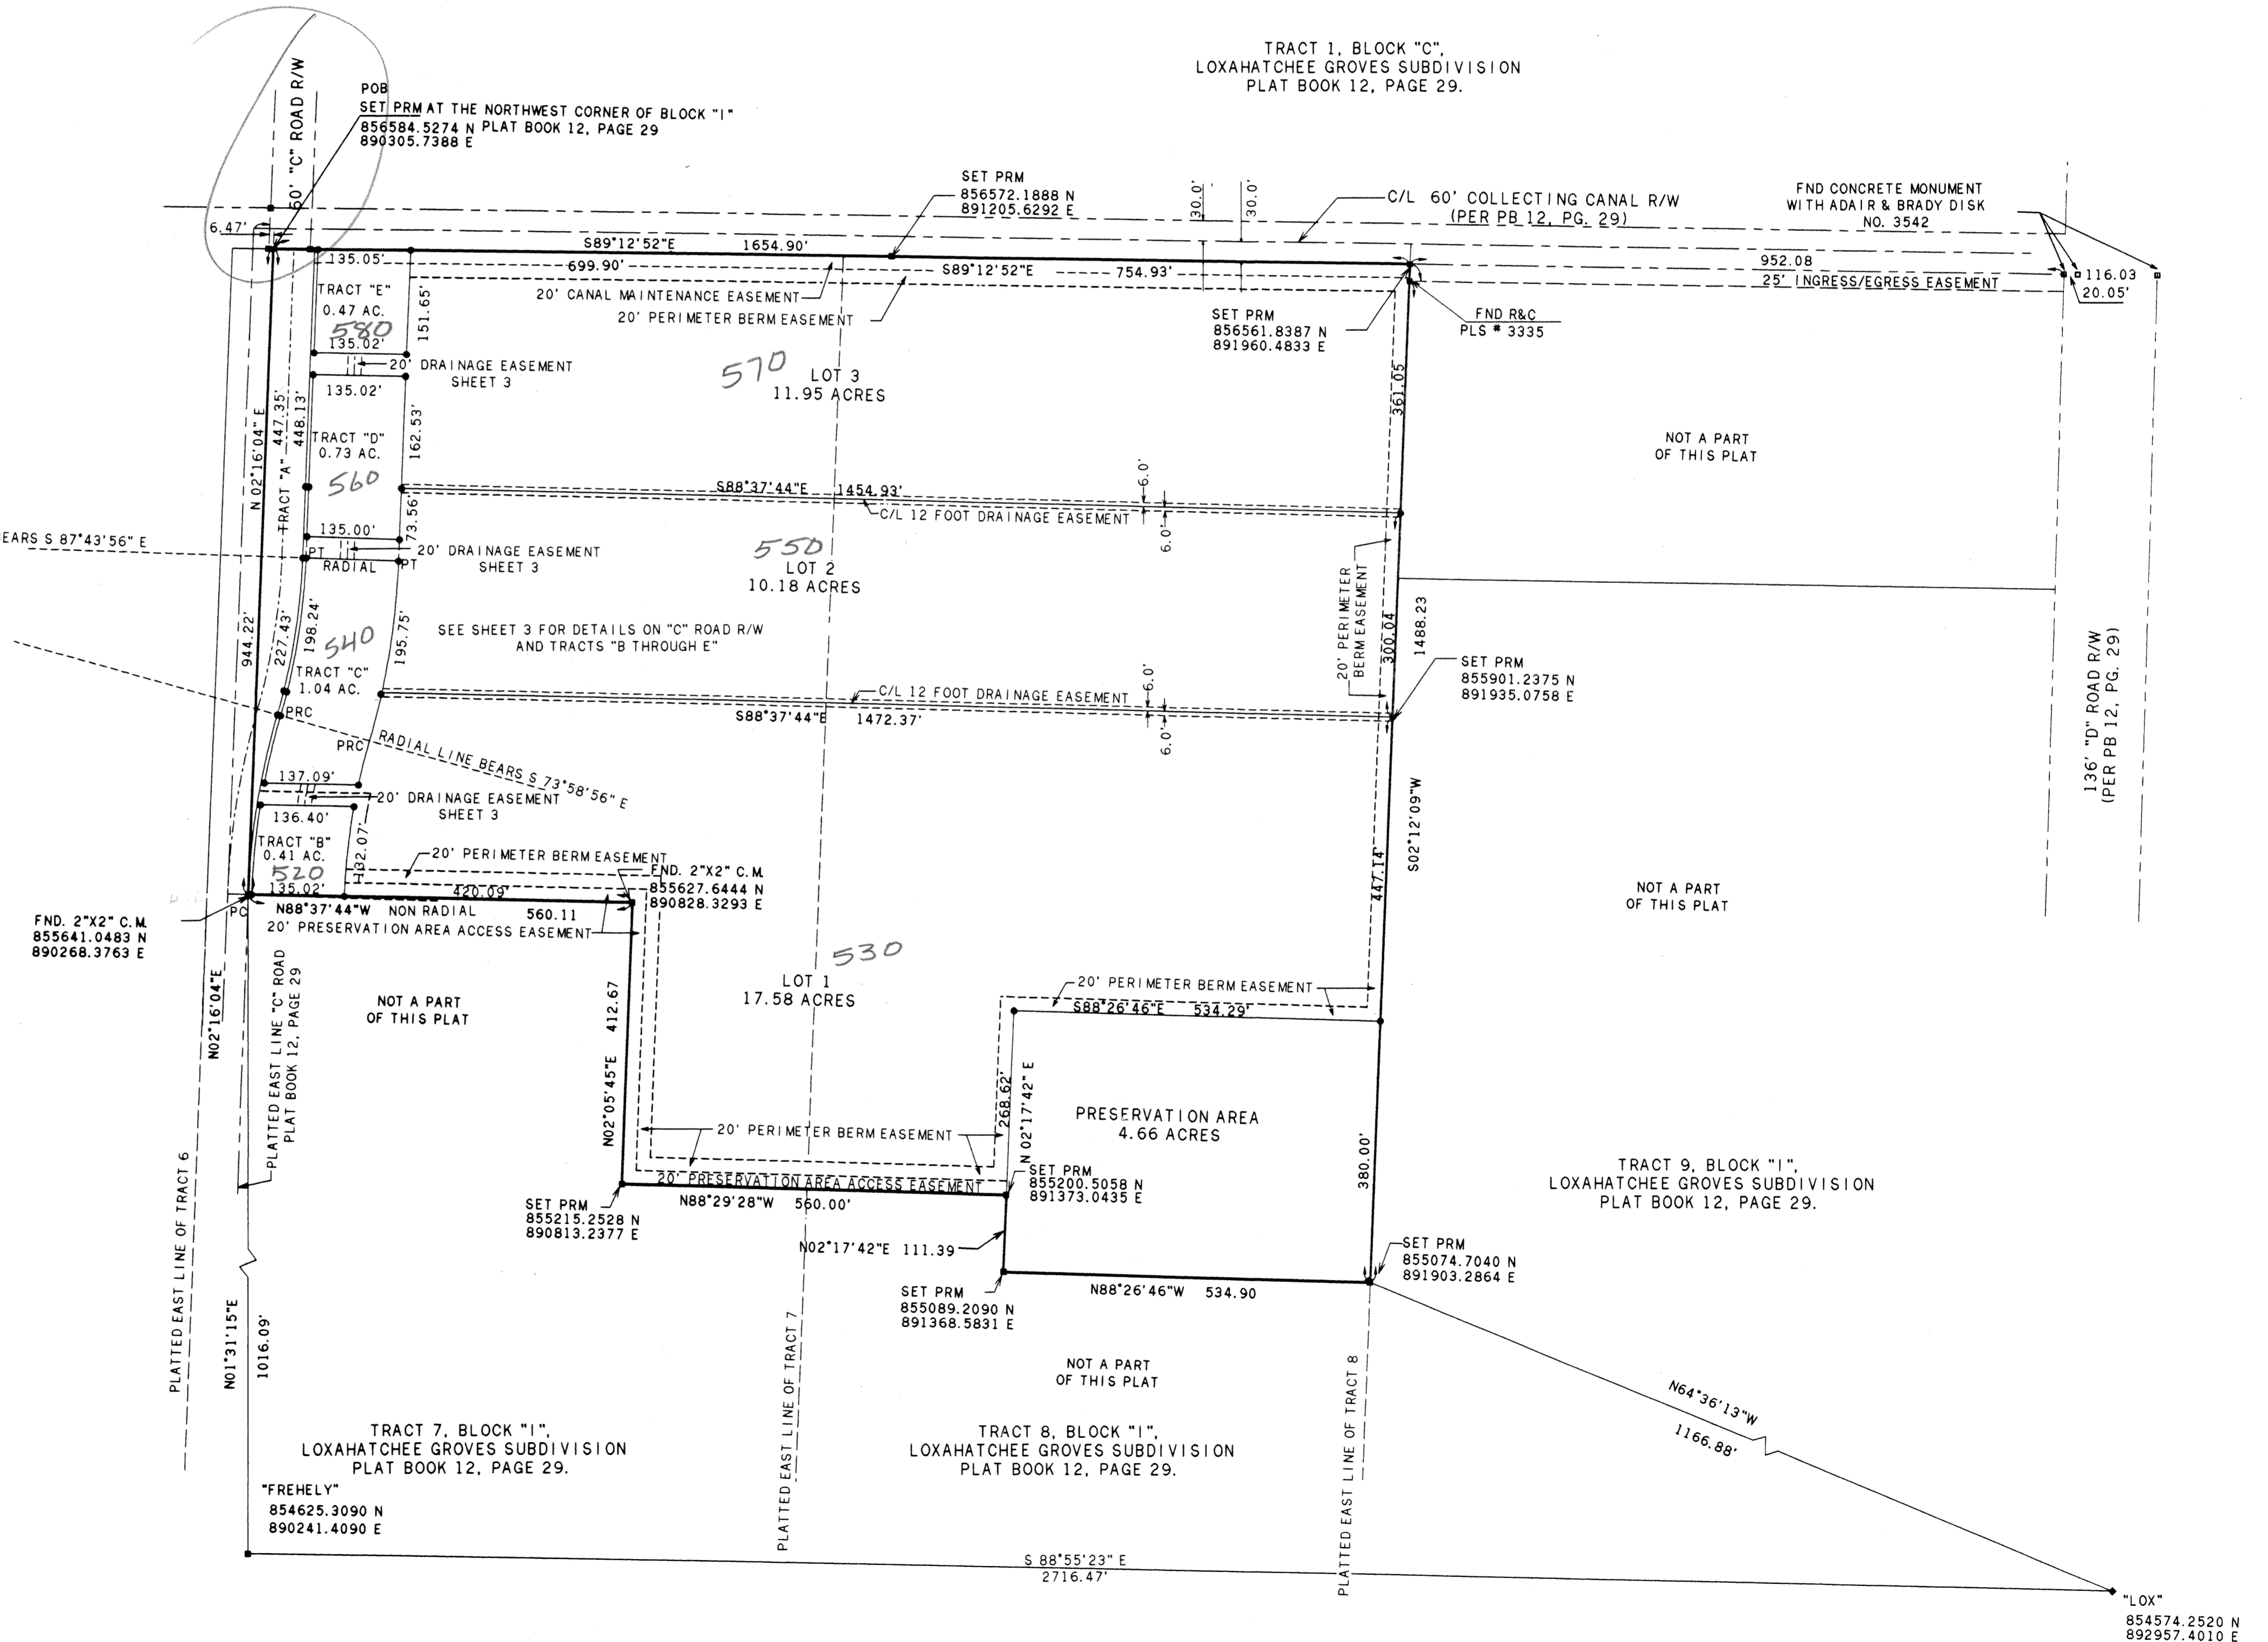 TRACT 1, BLOCK "C",
LOXAHATCHEE GROVES SUBDIVISION
PLAT BOOK 12, PAGE 29.
60' "C" ROAD R/W
POB
SET PRM AT THE NORTHWEST CORNER OF BLOCK "I"
856584.5274 N PLAT BOOK 12, PAGE 29
890305.7388 E
SET PRM
856572.1888 N
891205.6292 E
30.0'
30.0'
C/L 60' COLLECTING CANAL R/W
(PER PB 12, PG. 29)
FND CONCRETE MONUMENT
WITH ADAIR & BRADY DISK
NO. 3542
6.47'
S89°12'52"E 1654.90'
135.05'
699.90'
S89°12'52"E
754.93'
952.08
116.03
20.05'
25' INGRESS/EGRESS EASEMENT
20' CANAL MAINTENANCE EASEMENT
20' PERIMETER BERM EASEMENT
SET PRM
856561.8387 N
891960.4833 E
FND R&C
PLS # 3335
TRACT "E"
0.47 AC.
580
135.02'
151.65'
20' DRAINAGE EASEMENT
SHEET 3
135.02'
570
LOT 3
11.95 ACRES
361.05
NOT A PART
OF THIS PLAT
N 02°16'04" E
447.35'
448.13'
TRACT "A"
TRACT "D"
0.73 AC.
560
162.53'
S88°37'44"E 1454.93'
C/L 12 FOOT DRAINAGE EASEMENT
6.0'
6.0'
73.56'
135.00'
EARS S 87°43'56" E
PT
RADIAL
PT
20' DRAINAGE EASEMENT
SHEET 3
550
LOT 2
10.18 ACRES
20' PERIMETER
BERM EASEMENT
300.04
1488.23
944.22'
227.43'
198.24'
540
195.75'
SEE SHEET 3 FOR DETAILS ON "C" ROAD R/W
AND TRACTS "B THROUGH E"
TRACT "C"
1.04 AC.
C/L 12 FOOT DRAINAGE EASEMENT
6.0'
6.0'
S88°37'44"E 1472.37'
SET PRM
855901.2375 N
891935.0758 E
136' "D" ROAD R/W
(PER PB 12, PG. 29)
PRC
PRC
RADIAL LINE BEARS S 73°58'56" E
137.09'
20' DRAINAGE EASEMENT
SHEET 3
136.40'
TRACT "B"
0.41 AC.
520
135.02'
132.07'
20' PERIMETER BERM EASEMENT
420.09'
FND. 2"X2" C.M.
855627.6444 N
890828.3293 E
S02°12'09"W
447.14'
NOT A PART
OF THIS PLAT
FND. 2"X2" C.M.
855641.0483 N
890268.3763 E
PC
N88°37'44"W NON RADIAL 560.11
20' PRESERVATION AREA ACCESS EASEMENT
N02°16'04"E
PLATTED EAST LINE "C" ROAD
PLAT BOOK 12, PAGE 29
NOT A PART
OF THIS PLAT
412.67
N02°05'45"E
530
LOT 1
17.58 ACRES
20' PERIMETER BERM EASEMENT
S88°26'46"E 534.29'
268.62'
N 02°17'42" E
PRESERVATION AREA
4.66 ACRES
380.00'
20' PERIMETER BERM EASEMENT
20' PRESERVATION AREA ACCESS EASEMENT
N88°29'28"W 560.00'
SET PRM
855200.5058 N
891373.0435 E
SET PRM
855215.2528 N
890813.2377 E
N02°17'42"E 111.39
SET PRM
855089.2090 N
891368.5831 E
N88°26'46"W 534.90
SET PRM
855074.7040 N
891903.2864 E
TRACT 9, BLOCK "I",
LOXAHATCHEE GROVES SUBDIVISION
PLAT BOOK 12, PAGE 29.
PLATTED EAST LINE OF TRACT 6
N01°31'15"E
1016.09'
NOT A PART
OF THIS PLAT
PLATTED EAST LINE OF TRACT 7
PLATTED EAST LINE OF TRACT 8
N64°36'13"W
1166.88'
TRACT 7, BLOCK "I",
LOXAHATCHEE GROVES SUBDIVISION
PLAT BOOK 12, PAGE 29.
TRACT 8, BLOCK "I",
LOXAHATCHEE GROVES SUBDIVISION
PLAT BOOK 12, PAGE 29.
"FREHELY"
854625.3090 N
890241.4090 E
S 88°55'23" E
2716.47'
"LOX"
854574.2520 N
892957.4010 E